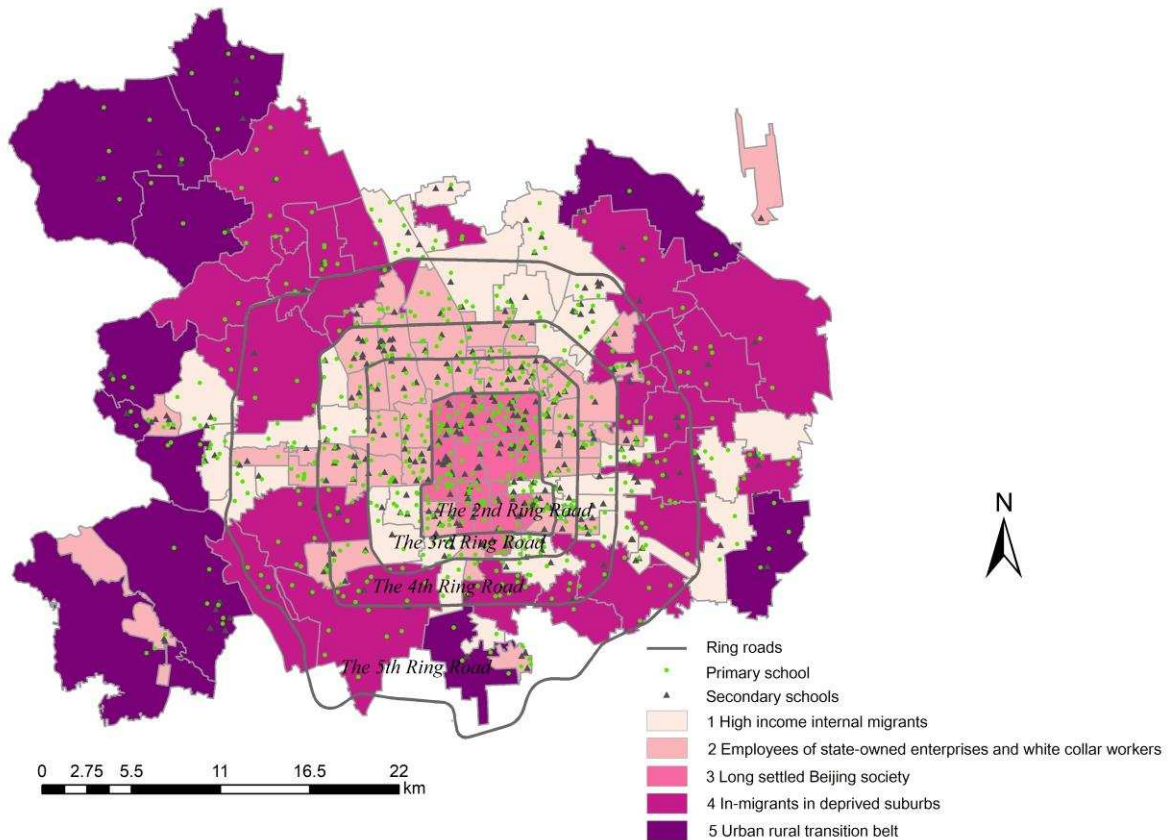 The 2nd Ring Road
The 3rd Ring Road
The 4th Ring Road
The 5th Ring Road
N
Ring roads
Primary school
Secondary schools
1 High income internal migrants
2 Employees of state-owned enterprises and white collar workers
3 Long settled Beijing society
4 In-migrants in deprived suburbs
5 Urban rural transition belt
0 2.75 5.5 11 16.5 22
km